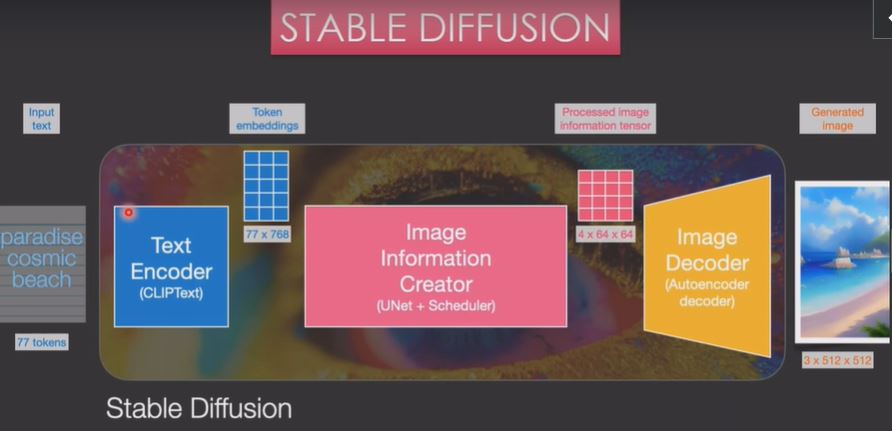 STABLE DIFFUSION
Input
text
Token
embeddings
Processed image
information tensor
Generated
image
paradise
cosmic
beach
77 tokens
Text
Encoder
(CLIPText)
77 x 768
Image
Information
Creator
(UNet + Scheduler)
4 x 64 x 64
Image
Decoder
(Autoencoder
decoder)
3 x 512 x 512
Stable Diffusion